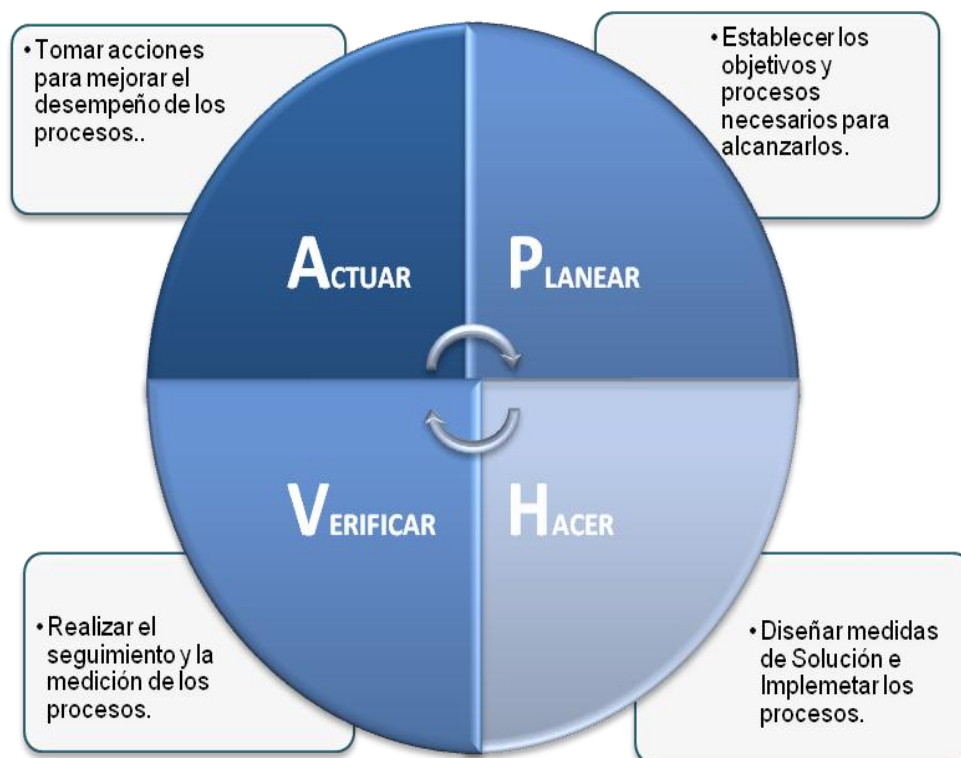 • Tomar acciones
para mejorar el
desempeño de los
procesos..
• Establecer los
objetivos y
procesos
necesarios para
alcanzarlos.
ACTUAR
PLANEAR
VERIFICAR
HACER
• Realizar el
seguimiento y la
medición de los
procesos.
• Diseñar medidas
de Solución e
Implemetar los
procesos.